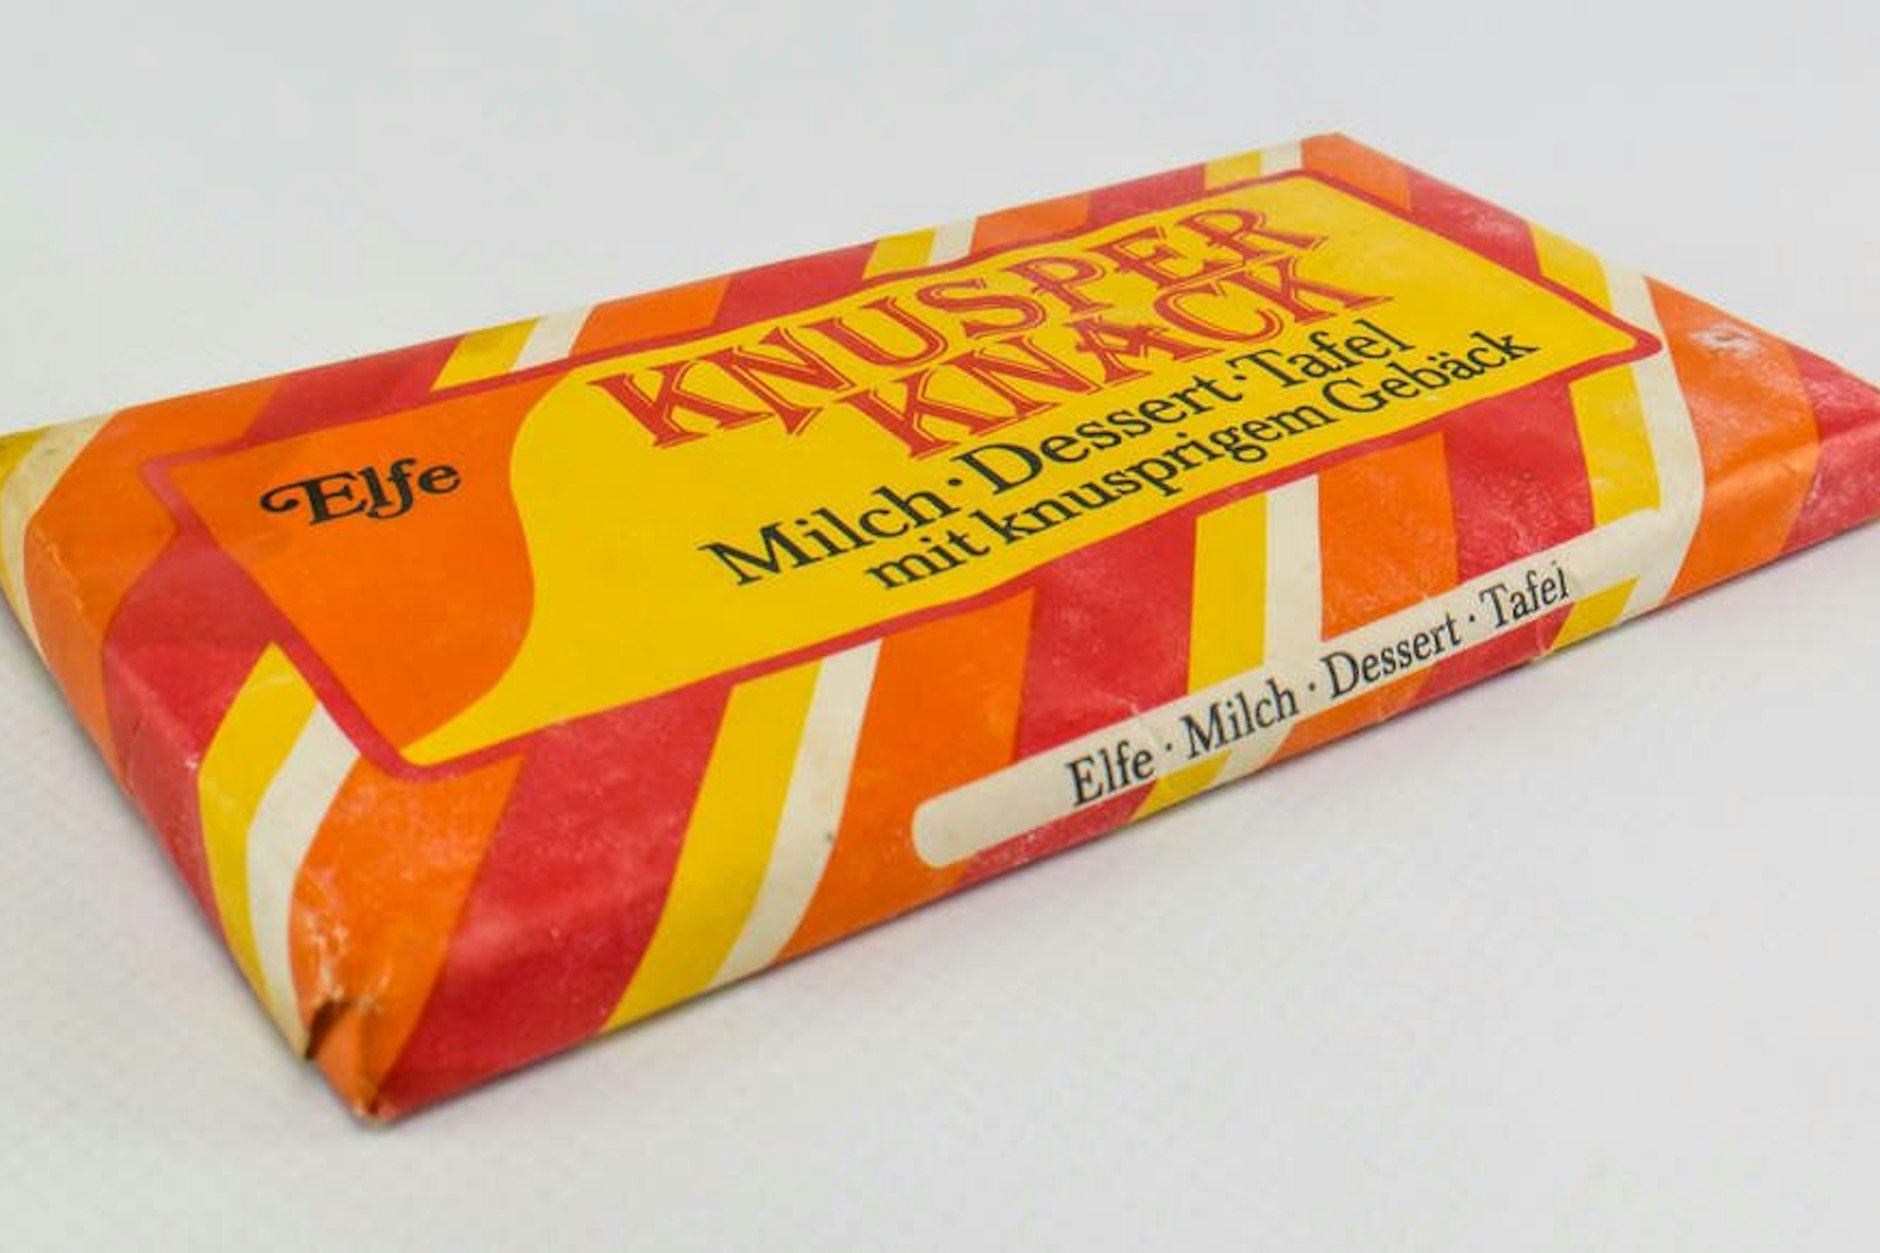 Elfe
KNUSPER
KNACK
Milch·Dessert·Tafel
mit knusprigem Gebäck
Elfe · Milch · Dessert · Tafel